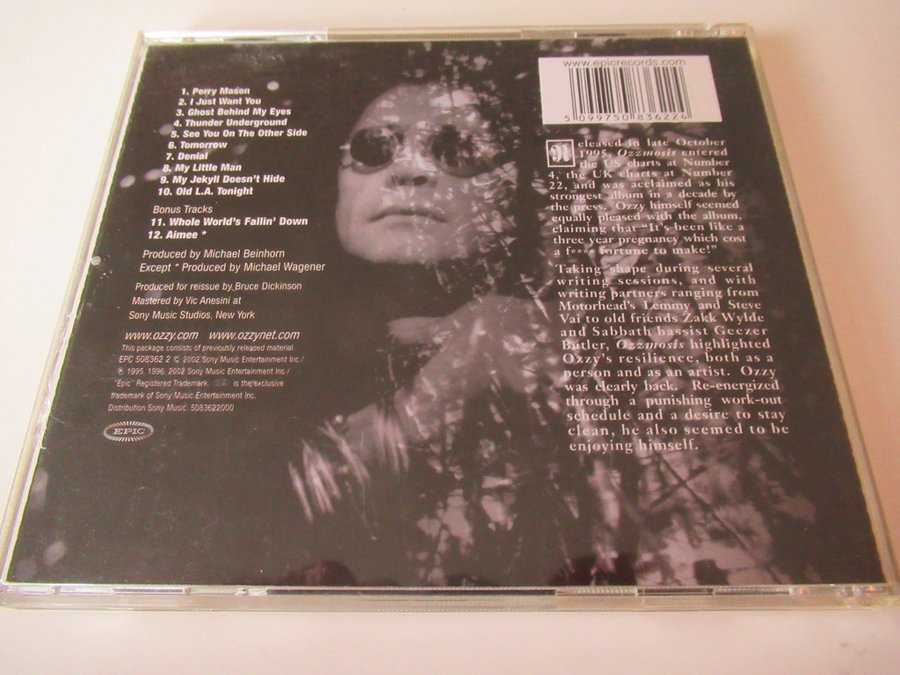 1. Perry Mason
2. I Just Want You
3. Ghost Behind My Eyes
4. Thunder Underground
5. See You On The Other Side
6. Tomorrow
7. Denial
8. My Little Man
9. My Jekyll Doesn't Hide
10. Old L.A. Tonight
Bonus Tracks
11. Whole World's Fallin' Down
12. Aimee *
Produced by Michael Beinhorn
Except * Produced by Michael Wagener
Produced for reissue by Bruce Dickinson
Mastered by Vic Anesini at
Sony Music Studios, New York
www.ozzy.com www.ozzynet.com
This package consists of previously released material
EPC 508362 2 © 2002 Sony Music Entertainment Inc./
℗ 1995, 1996, 2002 Sony Music Entertainment Inc./
"Epic" Registered Trademark. is the exclusive
trademark of Sony Music Entertainment Inc.
Distribution Sony Music. 5083622000
EPIC
www.epicrecords.com
5 099750 836224
Released in late October
1995, Ozzmosis entered
the US charts at Number
4, the UK charts at Number
22, and was acclaimed as his
strongest album in a decade by
the press. Ozzy himself seemed
equally pleased with the album,
claiming that "It's been like a
three year pregnancy which cost
a f**** fortune to make!"
Taking shape during several
writing sessions, and with
writing partners ranging from
Motorhead's Lemmy and Steve
Vai to old friends Zakk Wylde
and Sabbath bassist Geezer
Butler, Ozzmosis highlighted
Ozzy's resilience, both as a
person and as an artist. Ozzy
was clearly back. Re-energized
through a punishing work-out
schedule and a desire to stay
clean, he also seemed to be
enjoying himself.